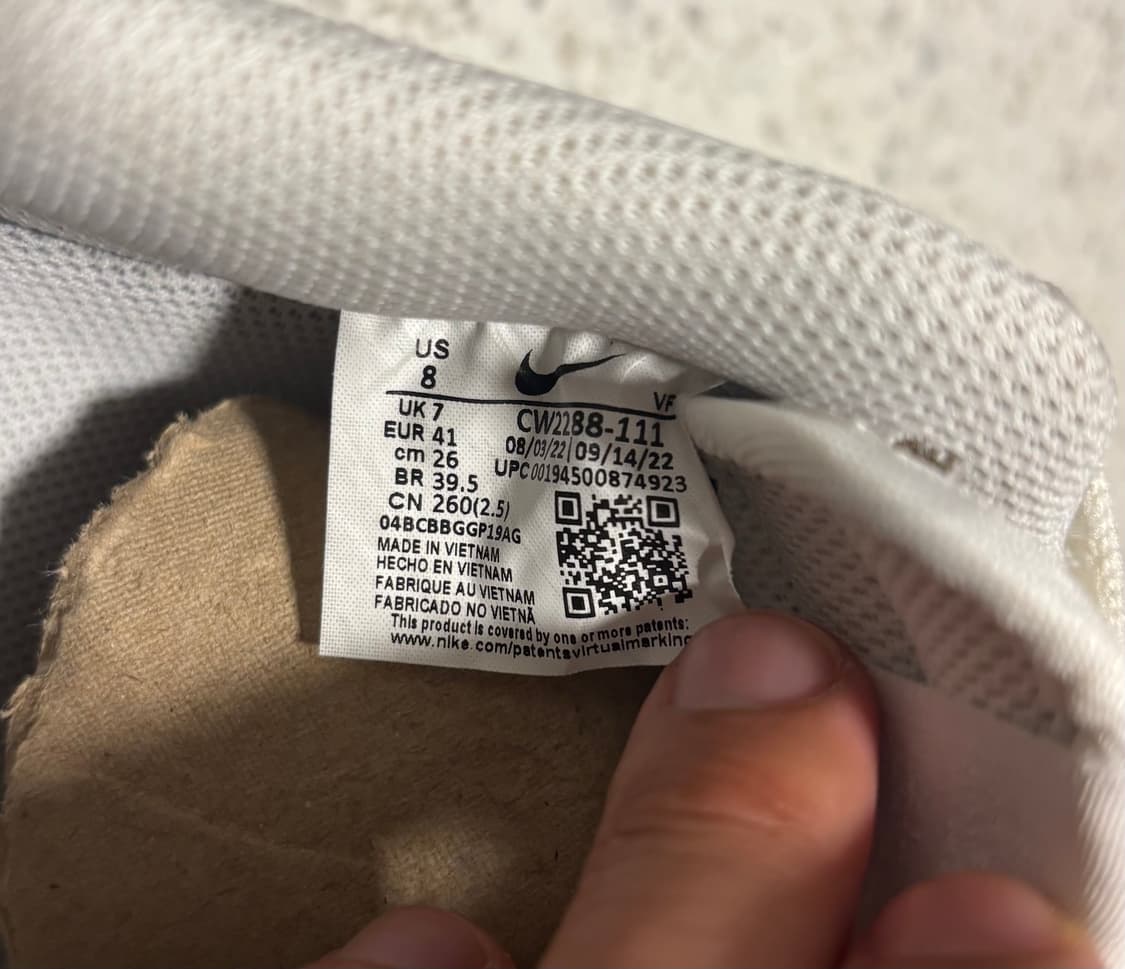 US
8
VF
UK 7
EUR 41
cm 26
BR 39.5
CN 260(2.5)
04BCBBGGP19AG
MADE IN VIETNAM
HECHO EN VIETNAM
FABRIQUE AU VIETNAM
FABRICADO NO VIETNÃ
CW2288-111
08/03/22|09/14/22
UPC 00194500874923
This product is covered by one or more patents:
www.nike.com/patentsvirtualmarking